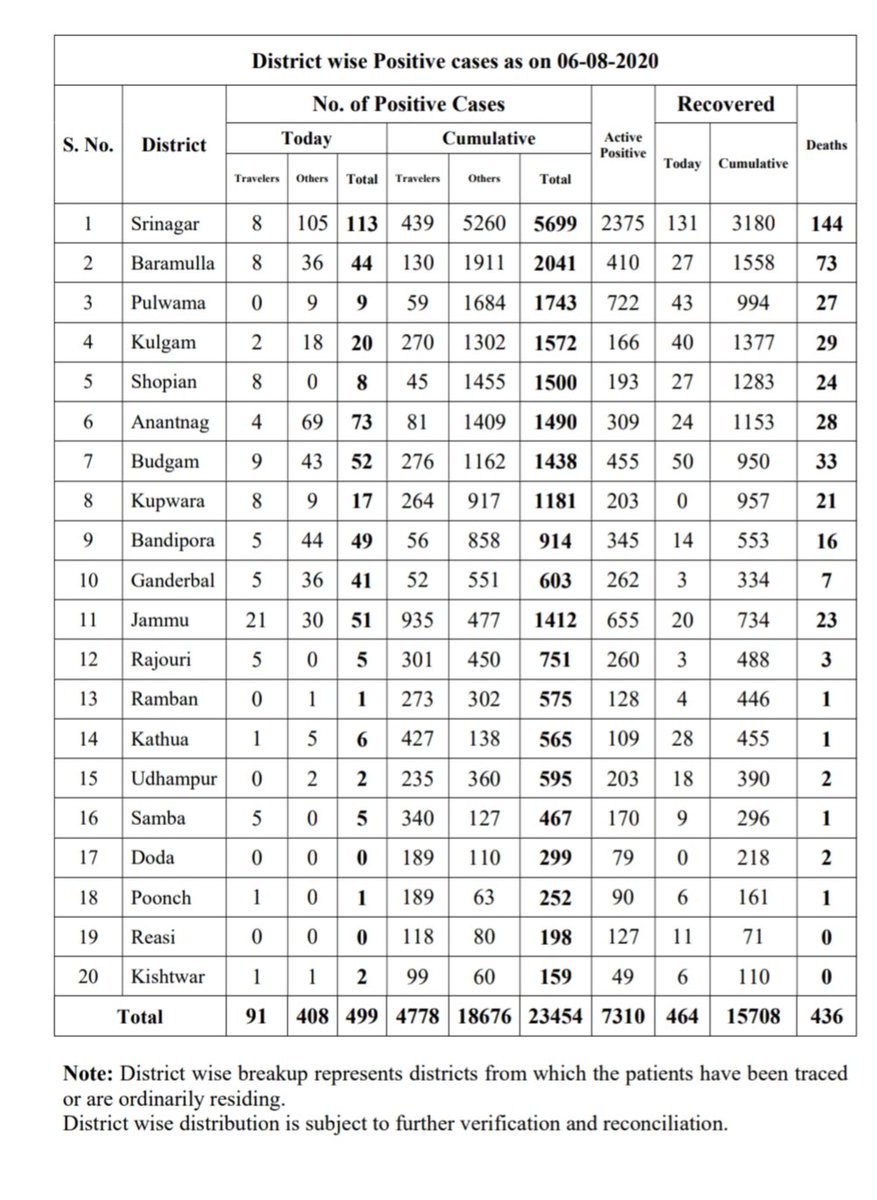 District wise Positive cases as on 06-08-2020
S. No. District No. of Positive Cases Active Positive Recovered Deaths
Today Cumulative Today Cumulative
Travelers Others Total Travelers Others Total
1 Srinagar 8 105 113 439 5260 5699 2375 131 3180 144
2 Baramulla 8 36 44 130 1911 2041 410 27 1558 73
3 Pulwama 0 9 9 59 1684 1743 722 43 994 27
4 Kulgam 2 18 20 270 1302 1572 166 40 1377 29
5 Shopian 8 0 8 45 1455 1500 193 27 1283 24
6 Anantnag 4 69 73 81 1409 1490 309 24 1153 28
7 Budgam 9 43 52 276 1162 1438 455 50 950 33
8 Kupwara 8 9 17 264 917 1181 203 0 957 21
9 Bandipora 5 44 49 56 858 914 345 14 553 16
10 Ganderbal 5 36 41 52 551 603 262 3 334 7
11 Jammu 21 30 51 935 477 1412 655 20 734 23
12 Rajouri 5 0 5 301 450 751 260 3 488 3
13 Ramban 0 1 1 273 302 575 128 4 446 1
14 Kathua 1 5 6 427 138 565 109 28 455 1
15 Udhampur 0 2 2 235 360 595 203 18 390 2
16 Samba 5 0 5 340 127 467 170 9 296 1
17 Doda 0 0 0 189 110 299 79 0 218 2
18 Poonch 1 0 1 189 63 252 90 6 161 1
19 Reasi 0 0 0 118 80 198 127 11 71 0
20 Kishtwar 1 1 2 99 60 159 49 6 110 0
Total 91 408 499 4778 18676 23454 7310 464 15708 436
Note: District wise breakup represents districts from which the patients have been traced
or are ordinarily residing.
District wise distribution is subject to further verification and reconciliation.